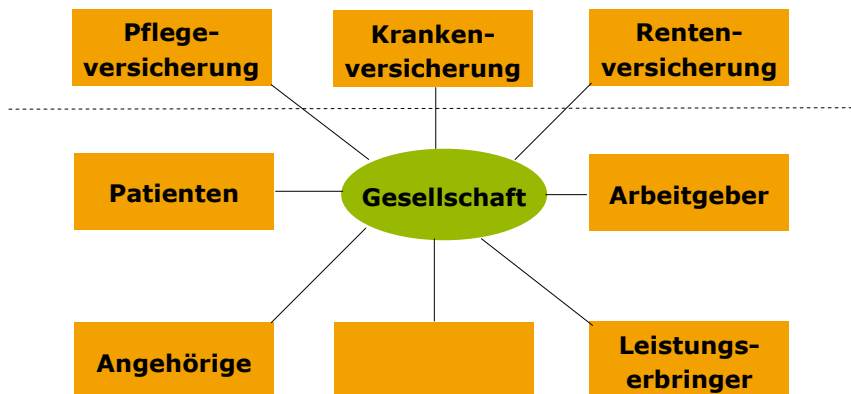 Pflege-
versicherung
Kranken-
versicherung
Renten-
versicherung
Patienten
Gesellschaft
Arbeitgeber
Angehörige
Leistungs-
erbringer